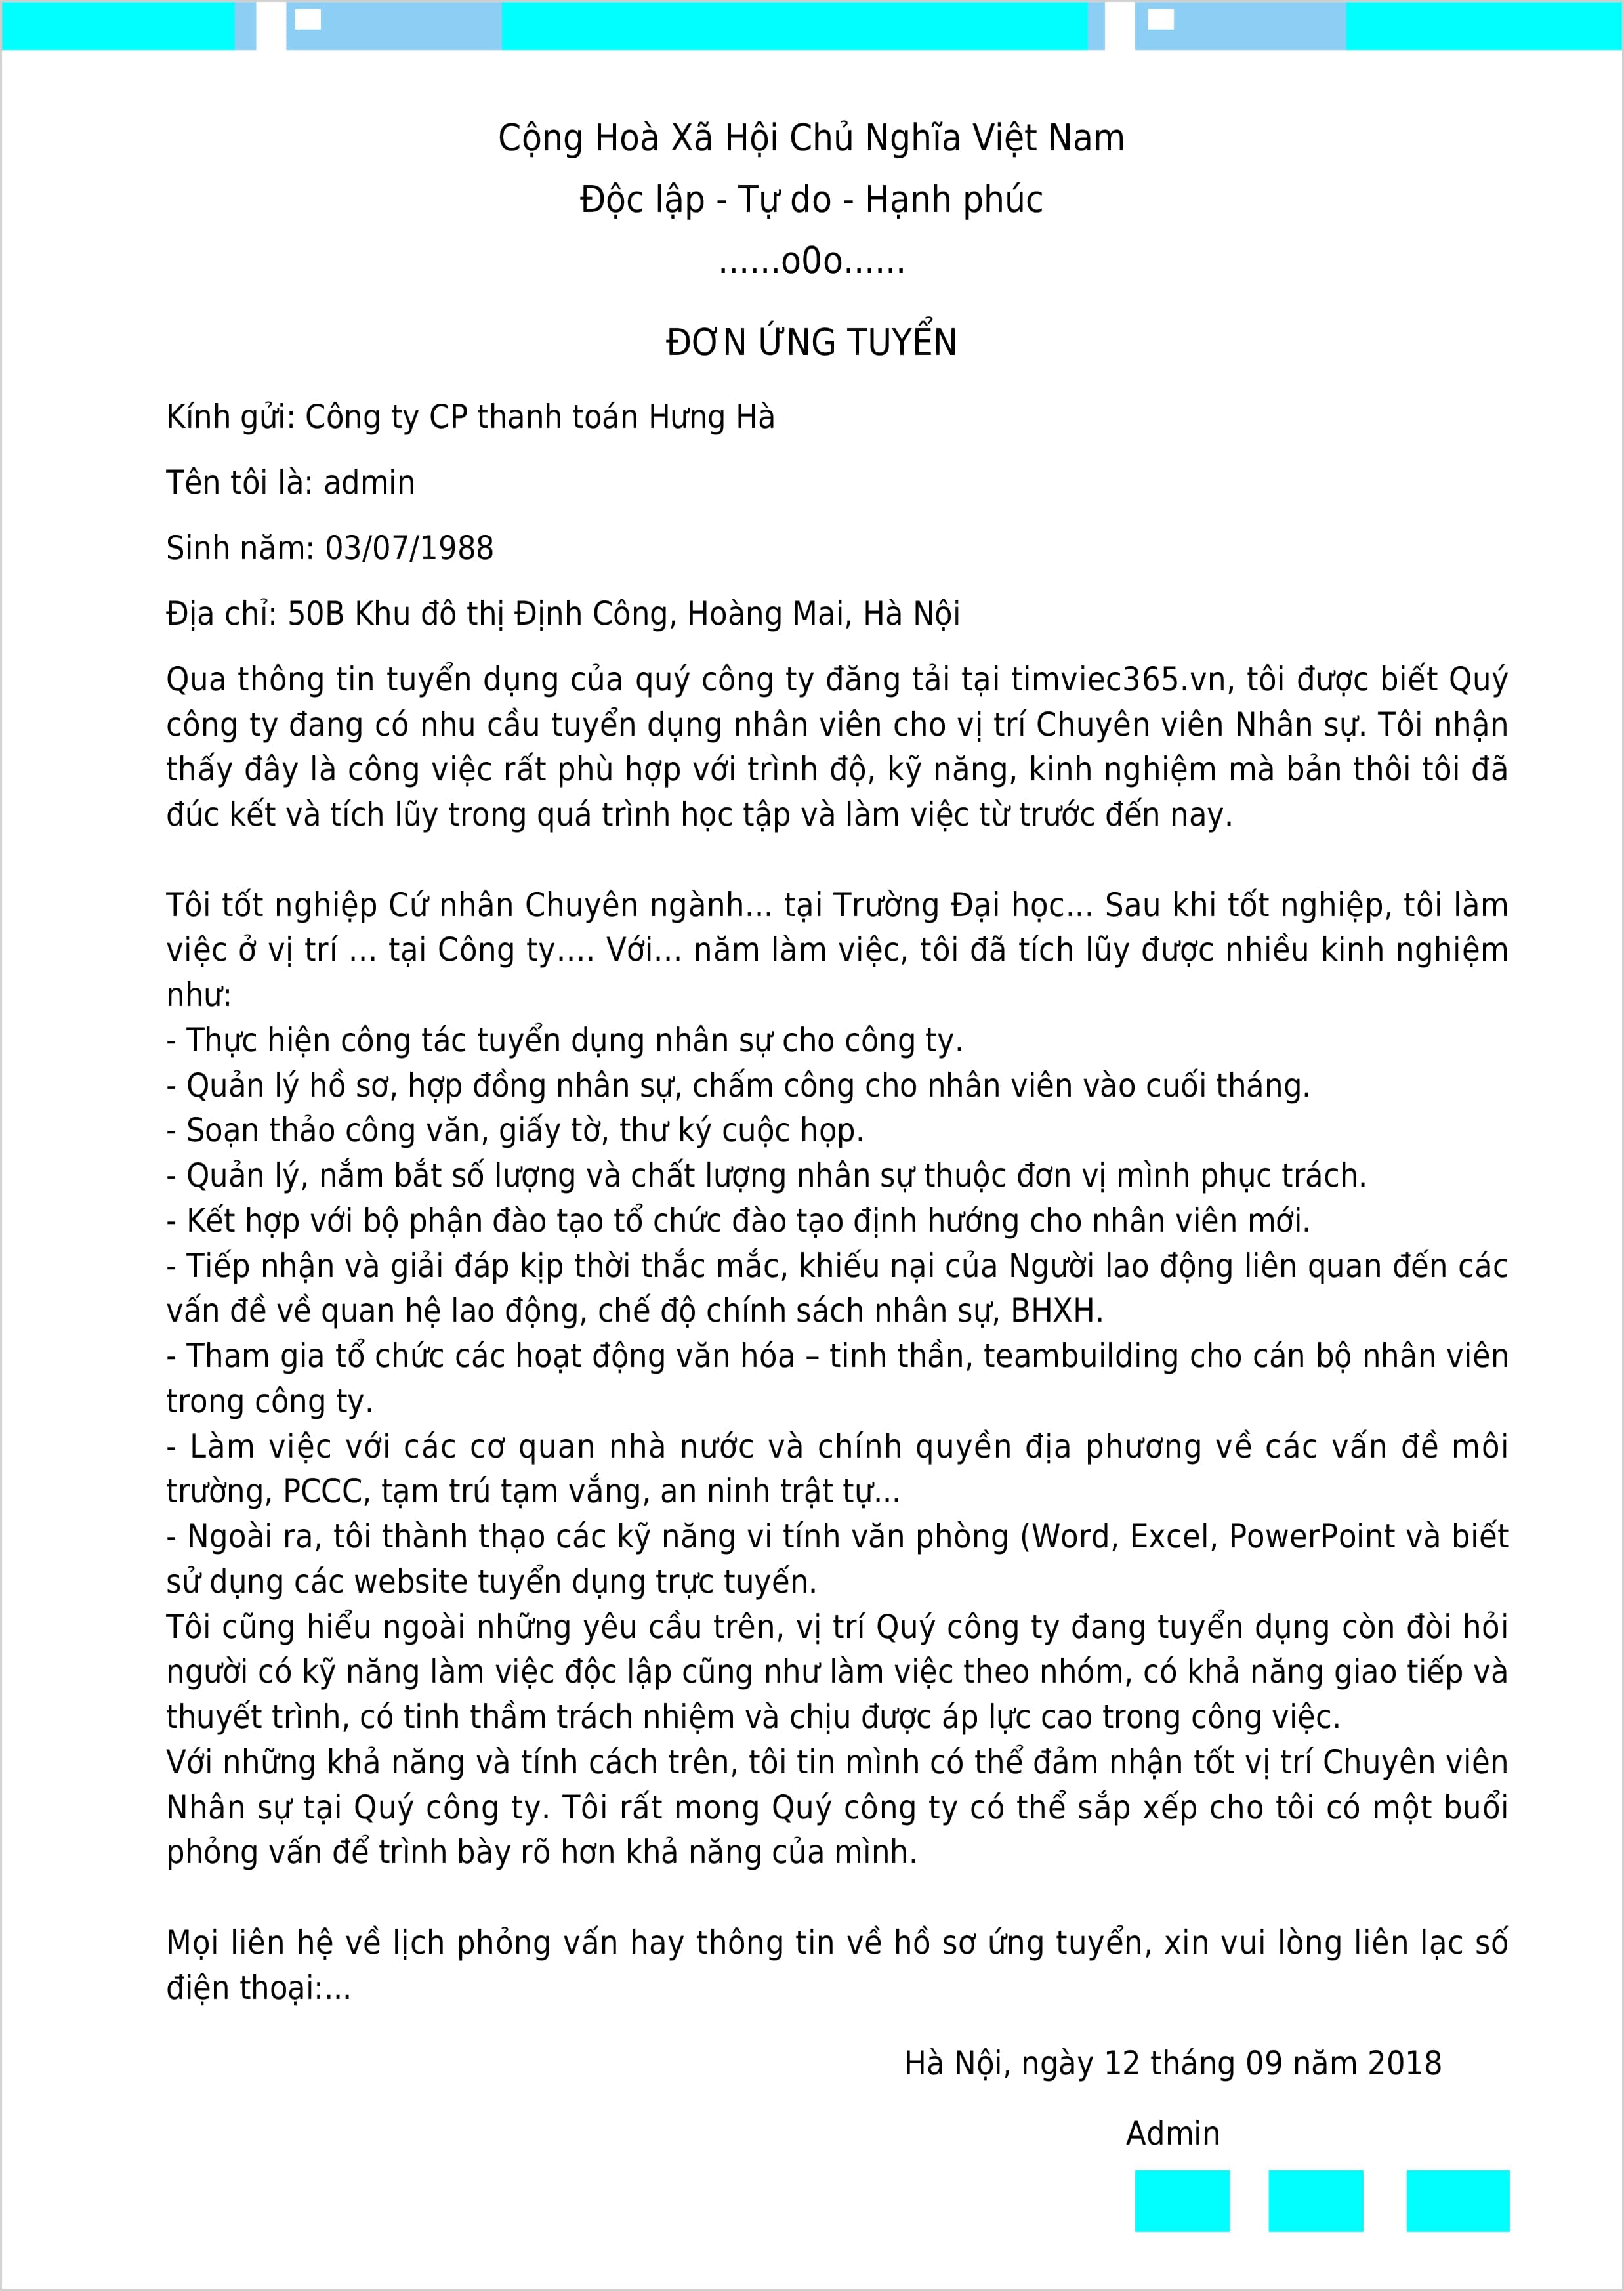 Cộng Hoà Xã Hội Chủ Nghĩa Việt Nam
Độc lập - Tự do - Hạnh phúc
......o0o......
ĐƠN ỨNG TUYỂN
Kính gửi: Công ty CP thanh toán Hưng Hà
Tên tôi là: admin
Sinh năm: 03/07/1988
Địa chỉ: 50B Khu đô thị Định Công, Hoàng Mai, Hà Nội
Qua thông tin tuyển dụng của quý công ty đăng tải tại timviec365.vn, tôi được biết Quý
công ty đang có nhu cầu tuyển dụng nhân viên cho vị trí Chuyên viên Nhân sự. Tôi nhận
thấy đây là công việc rất phù hợp với trình độ, kỹ năng, kinh nghiệm mà bản thôi tôi đã
đúc kết và tích lũy trong quá trình học tập và làm việc từ trước đến nay.
Tôi tốt nghiệp Cứ nhân Chuyên ngành... tại Trường Đại học... Sau khi tốt nghiệp, tôi làm
việc ở vị trí ... tại Công ty.... Với... năm làm việc, tôi đã tích lũy được nhiều kinh nghiệm
như:
- Thực hiện công tác tuyển dụng nhân sự cho công ty.
- Quản lý hồ sơ, hợp đồng nhân sự, chấm công cho nhân viên vào cuối tháng.
- Soạn thảo công văn, giấy tờ, thư ký cuộc họp.
- Quản lý, nắm bắt số lượng và chất lượng nhân sự thuộc đơn vị mình phục trách.
- Kết hợp với bộ phận đào tạo tổ chức đào tạo định hướng cho nhân viên mới.
- Tiếp nhận và giải đáp kịp thời thắc mắc, khiếu nại của Người lao động liên quan đến các
vấn đề về quan hệ lao động, chế độ chính sách nhân sự, BHXH.
- Tham gia tổ chức các hoạt động văn hóa – tinh thần, teambuilding cho cán bộ nhân viên
trong công ty.
- Làm việc với các cơ quan nhà nước và chính quyền địa phương về các vấn đề môi
trường, PCCC, tạm trú tạm vắng, an ninh trật tự...
- Ngoài ra, tôi thành thạo các kỹ năng vi tính văn phòng (Word, Excel, PowerPoint và biết
sử dụng các website tuyển dụng trực tuyến.
Tôi cũng hiểu ngoài những yêu cầu trên, vị trí Quý công ty đang tuyển dụng còn đòi hỏi
người có kỹ năng làm việc độc lập cũng như làm việc theo nhóm, có khả năng giao tiếp và
thuyết trình, có tinh thầm trách nhiệm và chịu được áp lực cao trong công việc.
Với những khả năng và tính cách trên, tôi tin mình có thể đảm nhận tốt vị trí Chuyên viên
Nhân sự tại Quý công ty. Tôi rất mong Quý công ty có thể sắp xếp cho tôi có một buổi
phỏng vấn để trình bày rõ hơn khả năng của mình.
Mọi liên hệ về lịch phỏng vấn hay thông tin về hồ sơ ứng tuyển, xin vui lòng liên lạc số
điện thoại:...
Hà Nội, ngày 12 tháng 09 năm 2018
Admin